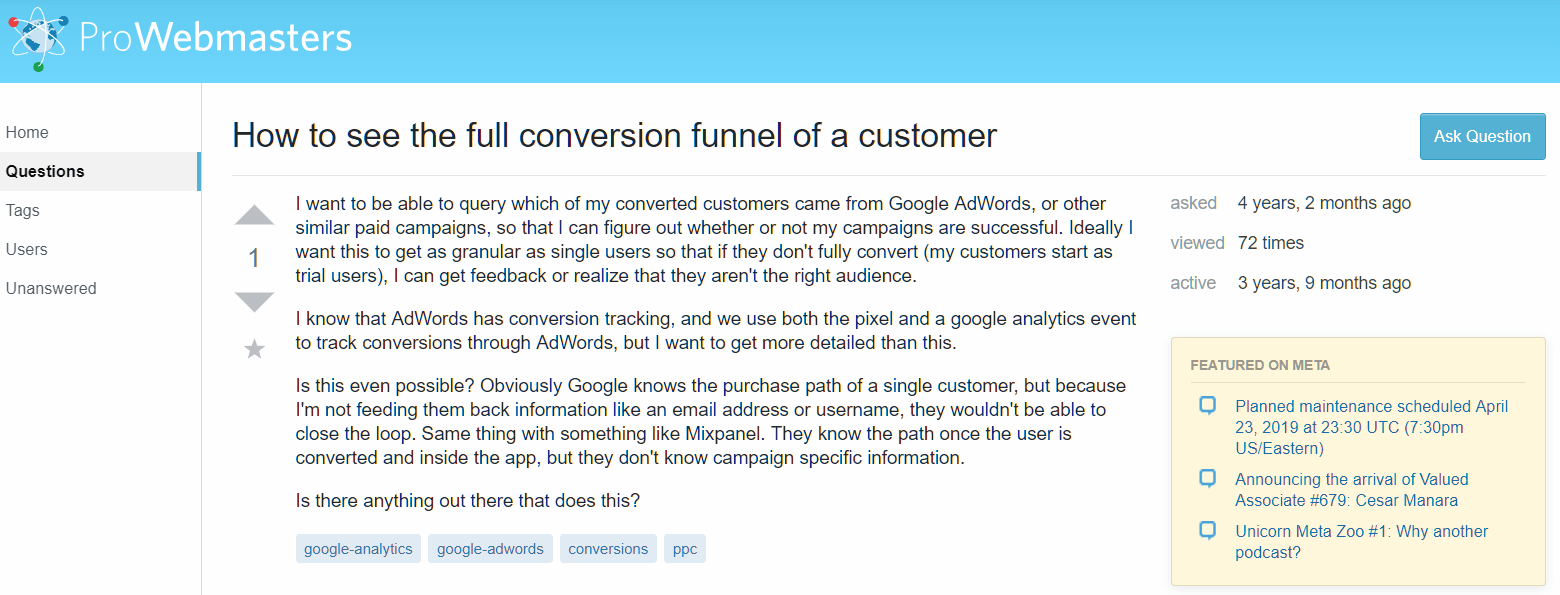 ProWebmasters
Home
Questions
Tags
Users
Unanswered
How to see the full conversion funnel of a customer
Ask Question
1
I want to be able to query which of my converted customers came from Google AdWords, or other
similar paid campaigns, so that I can figure out whether or not my campaigns are successful. Ideally I
want this to get as granular as single users so that if they don't fully convert (my customers start as
trial users), I can get feedback or realize that they aren't the right audience.
I know that AdWords has conversion tracking, and we use both the pixel and a google analytics event
to track conversions through AdWords, but I want to get more detailed than this.
Is this even possible? Obviously Google knows the purchase path of a single customer, but because
I'm not feeding them back information like an email address or username, they wouldn't be able to
close the loop. Same thing with something like Mixpanel. They know the path once the user is
converted and inside the app, but they don't know campaign specific information.
Is there anything out there that does this?
google-analytics google-adwords conversions ppc
asked 4 years, 2 months ago
viewed 72 times
active 3 years, 9 months ago
FEATURED ON META
Planned maintenance scheduled April
23, 2019 at 23:30 UTC (7:30pm
US/Eastern)
Announcing the arrival of Valued
Associate #679: Cesar Manara
Unicorn Meta Zoo #1: Why another
podcast?